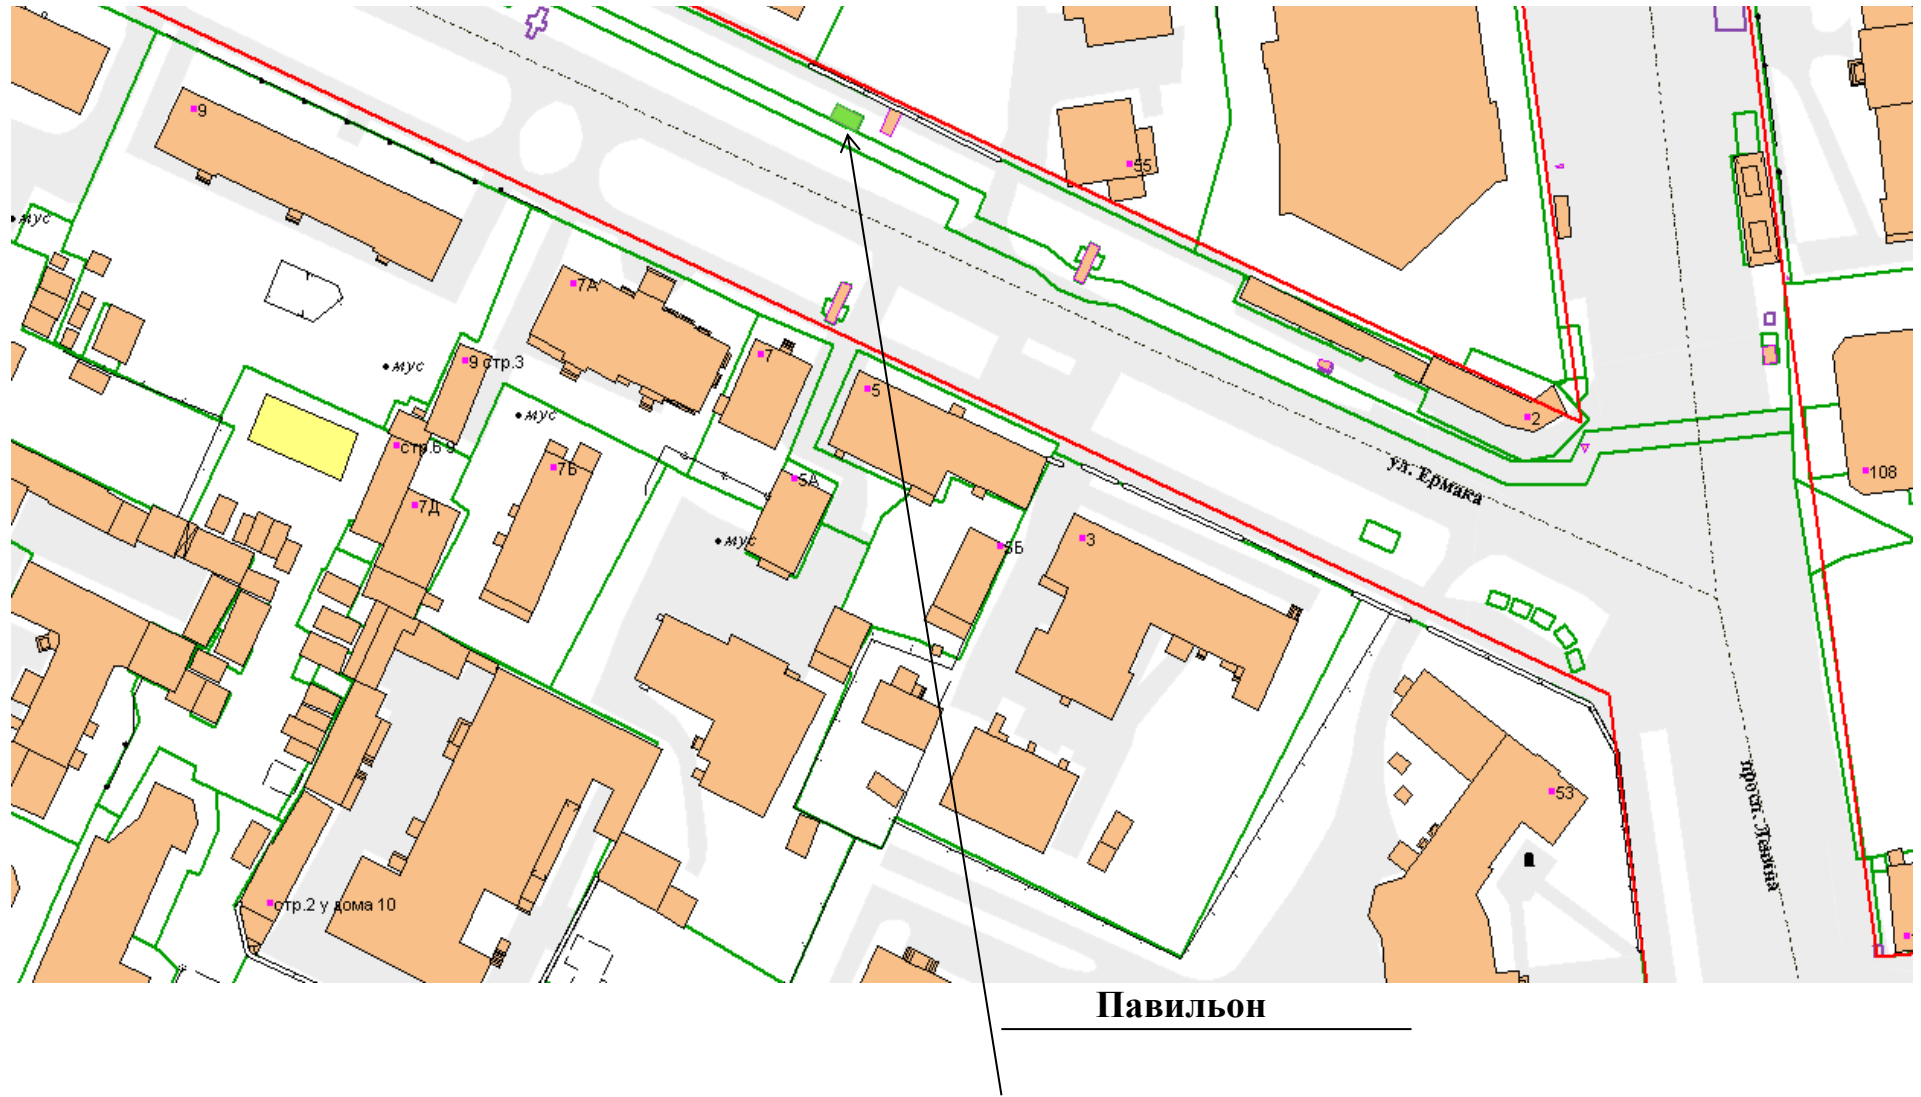 9
55
мус
7А
7
9 стр.3
мус
5
2
мус
стр.6 9
7Б
5А
ул. Ермака
108
7Д
мус
5Б
3
просп. Ленина
53
стр.2 у дома 10
Павильон